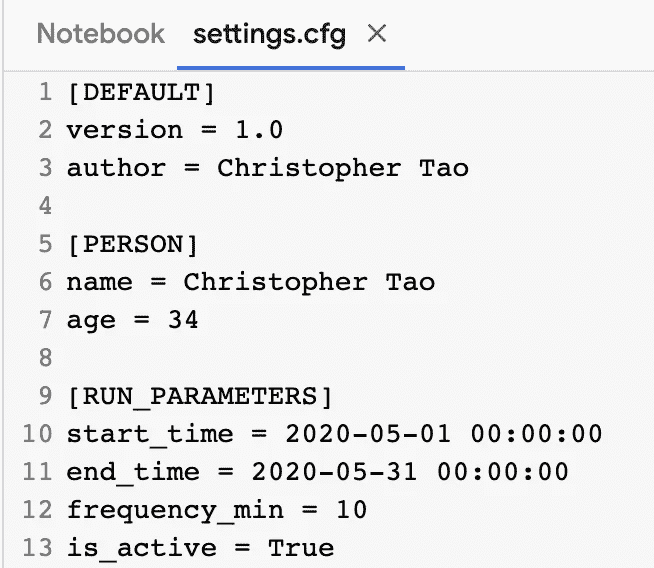 Notebook settings.cfg ×
1 [DEFAULT]
2 version = 1.0
3 author = Christopher Tao
4
5 [PERSON]
6 name = Christopher Tao
7 age = 34
8
9 [RUN_PARAMETERS]
10 start_time = 2020-05-01 00:00:00
11 end_time = 2020-05-31 00:00:00
12 frequency_min = 10
13 is_active = True